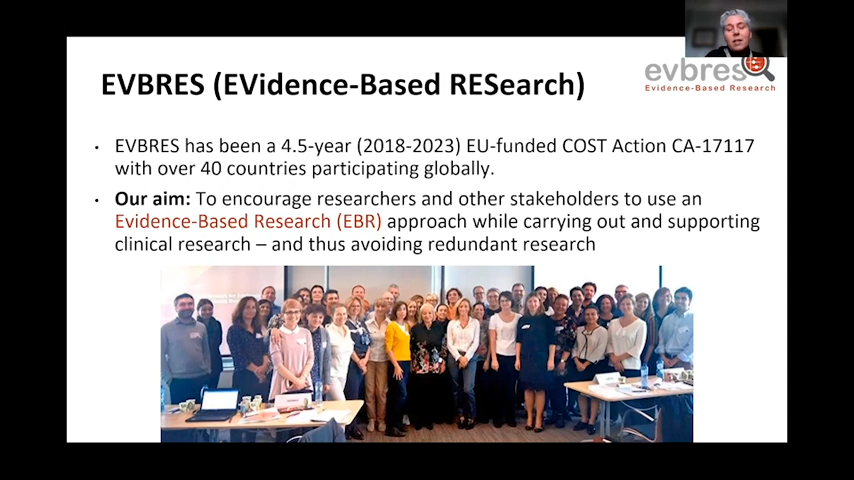 EVBRES (EVidence-Based RESearch)
evbres
Evidence-Based Research
• EVBRES has been a 4.5-year (2018-2023) EU-funded COST Action CA-17117
with over 40 countries participating globally.
• Our aim: To encourage researchers and other stakeholders to use an
Evidence-Based Research (EBR) approach while carrying out and supporting
clinical research – and thus avoiding redundant research